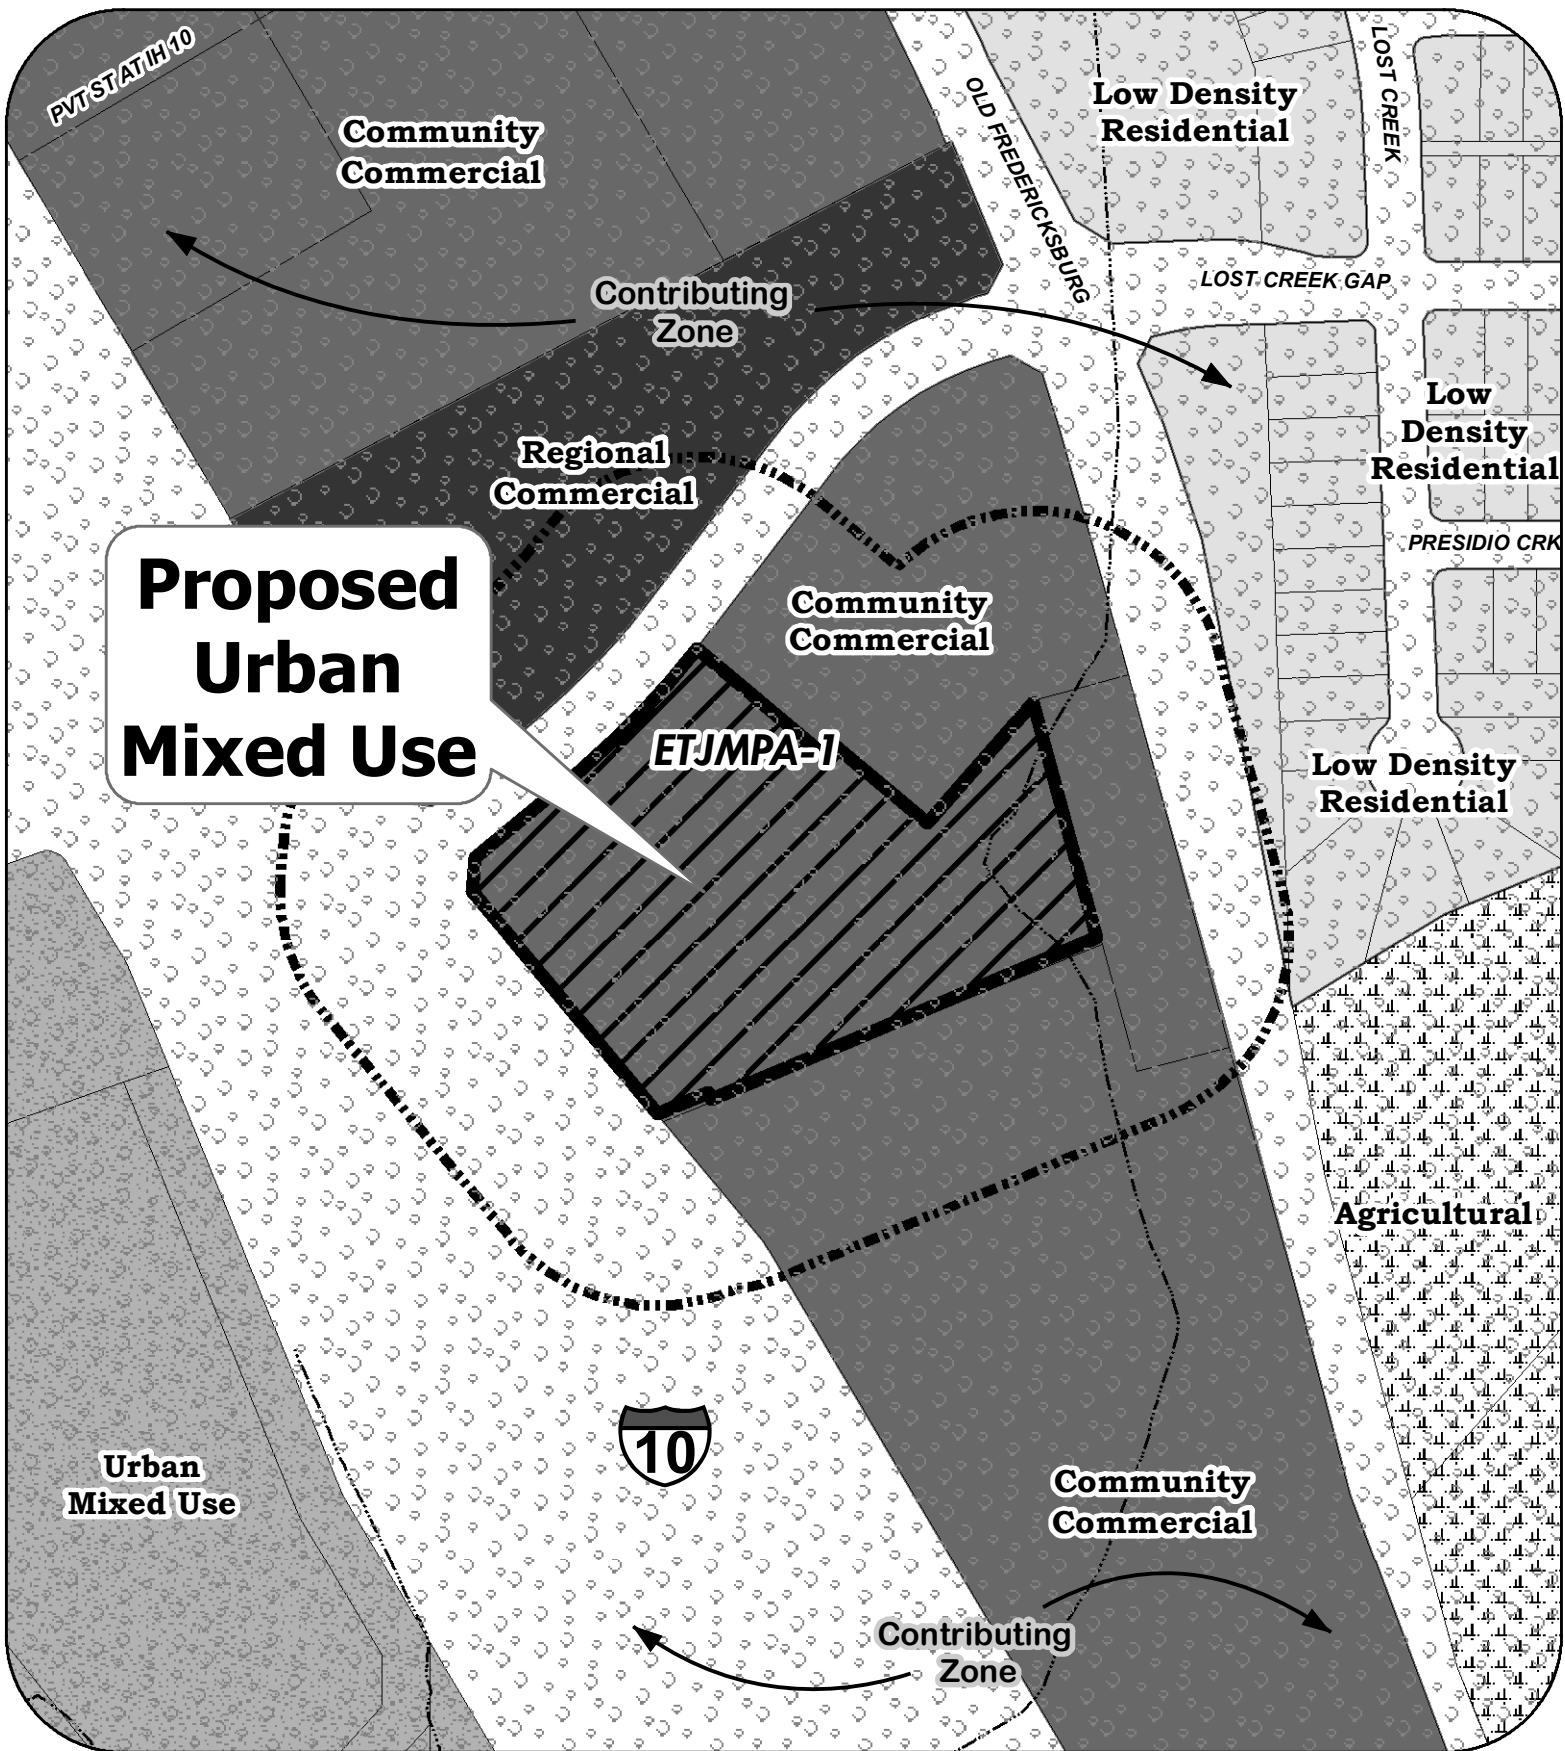 PVT ST AT IH 10
Community
Commercial
OLD FREDERICKSBURG
Low Density
Residential
LOST CREEK
LOST CREEK GAP
Contributing
Zone
Low
Density
Residential
Regional
Commercial
PRESIDIO CRK
Proposed
Urban
Mixed Use
Community
Commercial
ETJMPA-1
Low Density
Residential
Agricultural
10
Urban
Mixed Use
Community
Commercial
Contributing
Zone